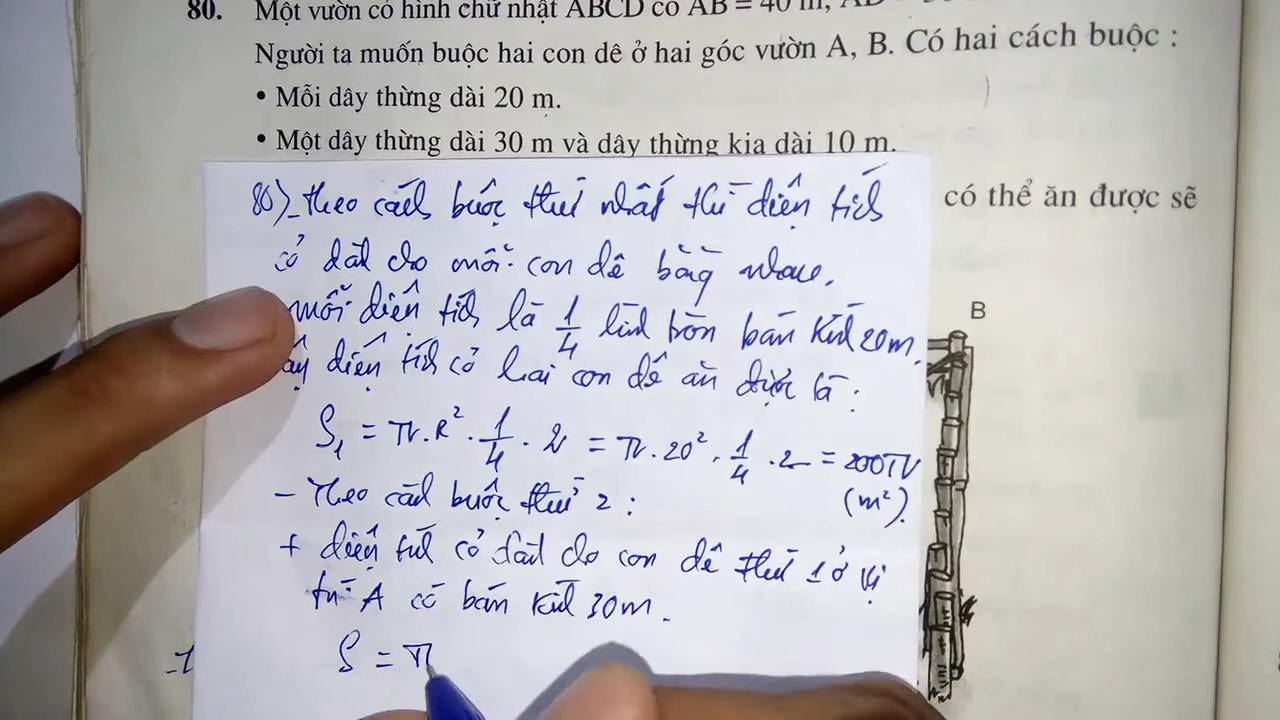 80. Một vườn có hình chữ nhật ABCD có AB = 40 m, AD =
Người ta muốn buộc hai con dê ở hai góc vườn A, B. Có hai cách buộc :
• Mỗi dây thừng dài 20 m.
• Một dây thừng dài 30 m và dây thừng kia dài 10 m.
có thể ăn được sẽ
80) - Theo cách buộc thứ nhất thì diện tích
cỏ dành cho mỗi con dê bằng nhau.
mỗi diện tích là 1/4 hình tròn bán kính 20m.
diện tích cỏ hai con dê ăn được là :
S₁ = π.R². 1/4 . 2 = π.20². 1/4 . 2 = 200π
(m²).
- Theo cách buộc thứ 2 :
+ diện tích cỏ dành cho con dê thứ 1 ở vị
trí A có bán kính 30m.
S = π
B